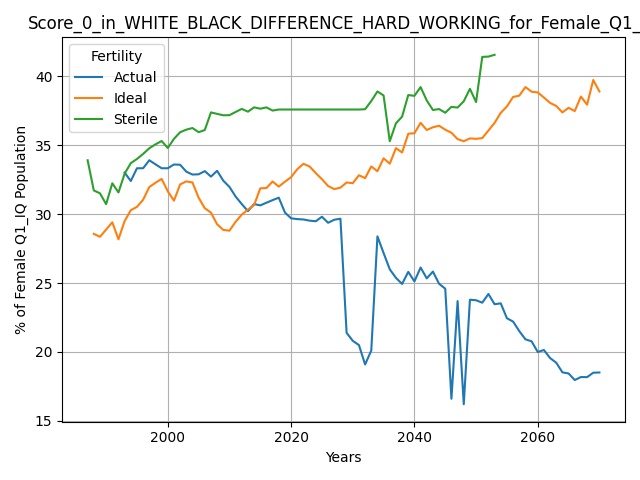 Score_0_in_WHITE_BLACK_DIFFERENCE_HARD_WORKING_for_Female_Q1_
Fertility
Actual
Ideal
Sterile
40
35
30
25
20
15
% of Female Q1_IQ Population
2000
2020
2040
2060
Years